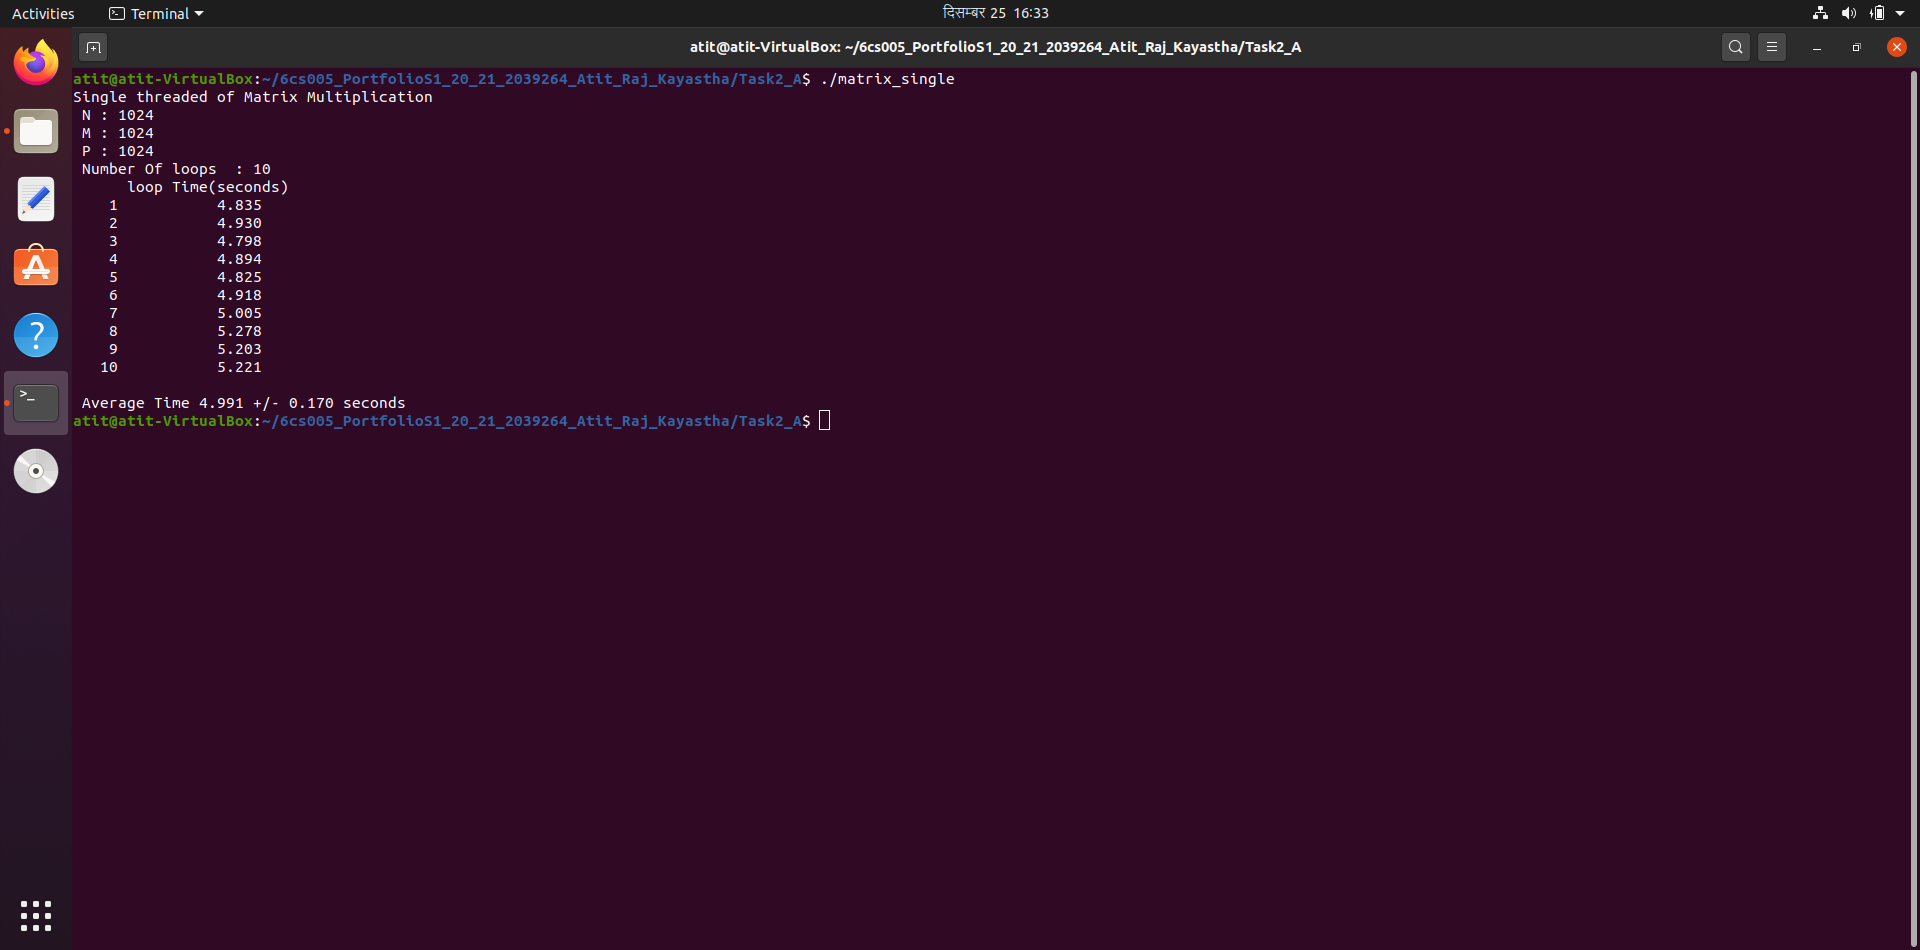 Activities Terminal दिसम्बर 25 16:33
atit@atit-VirtualBox: ~/6cs005_PortfolioS1_20_21_2039264_Atit_Raj_Kayastha/Task2_A
atit@atit-VirtualBox:~/6cs005_PortfolioS1_20_21_2039264_Atit_Raj_Kayastha/Task2_A$ ./matrix_single
Single threaded of Matrix Multiplication
N : 1024
M : 1024
P : 1024
Number Of loops : 10
loop Time(seconds)
1 4.835
2 4.930
3 4.798
4 4.894
5 4.825
6 4.918
7 5.005
8 5.278
9 5.203
10 5.221
Average Time 4.991 +/- 0.170 seconds
atit@atit-VirtualBox:~/6cs005_PortfolioS1_20_21_2039264_Atit_Raj_Kayastha/Task2_A$